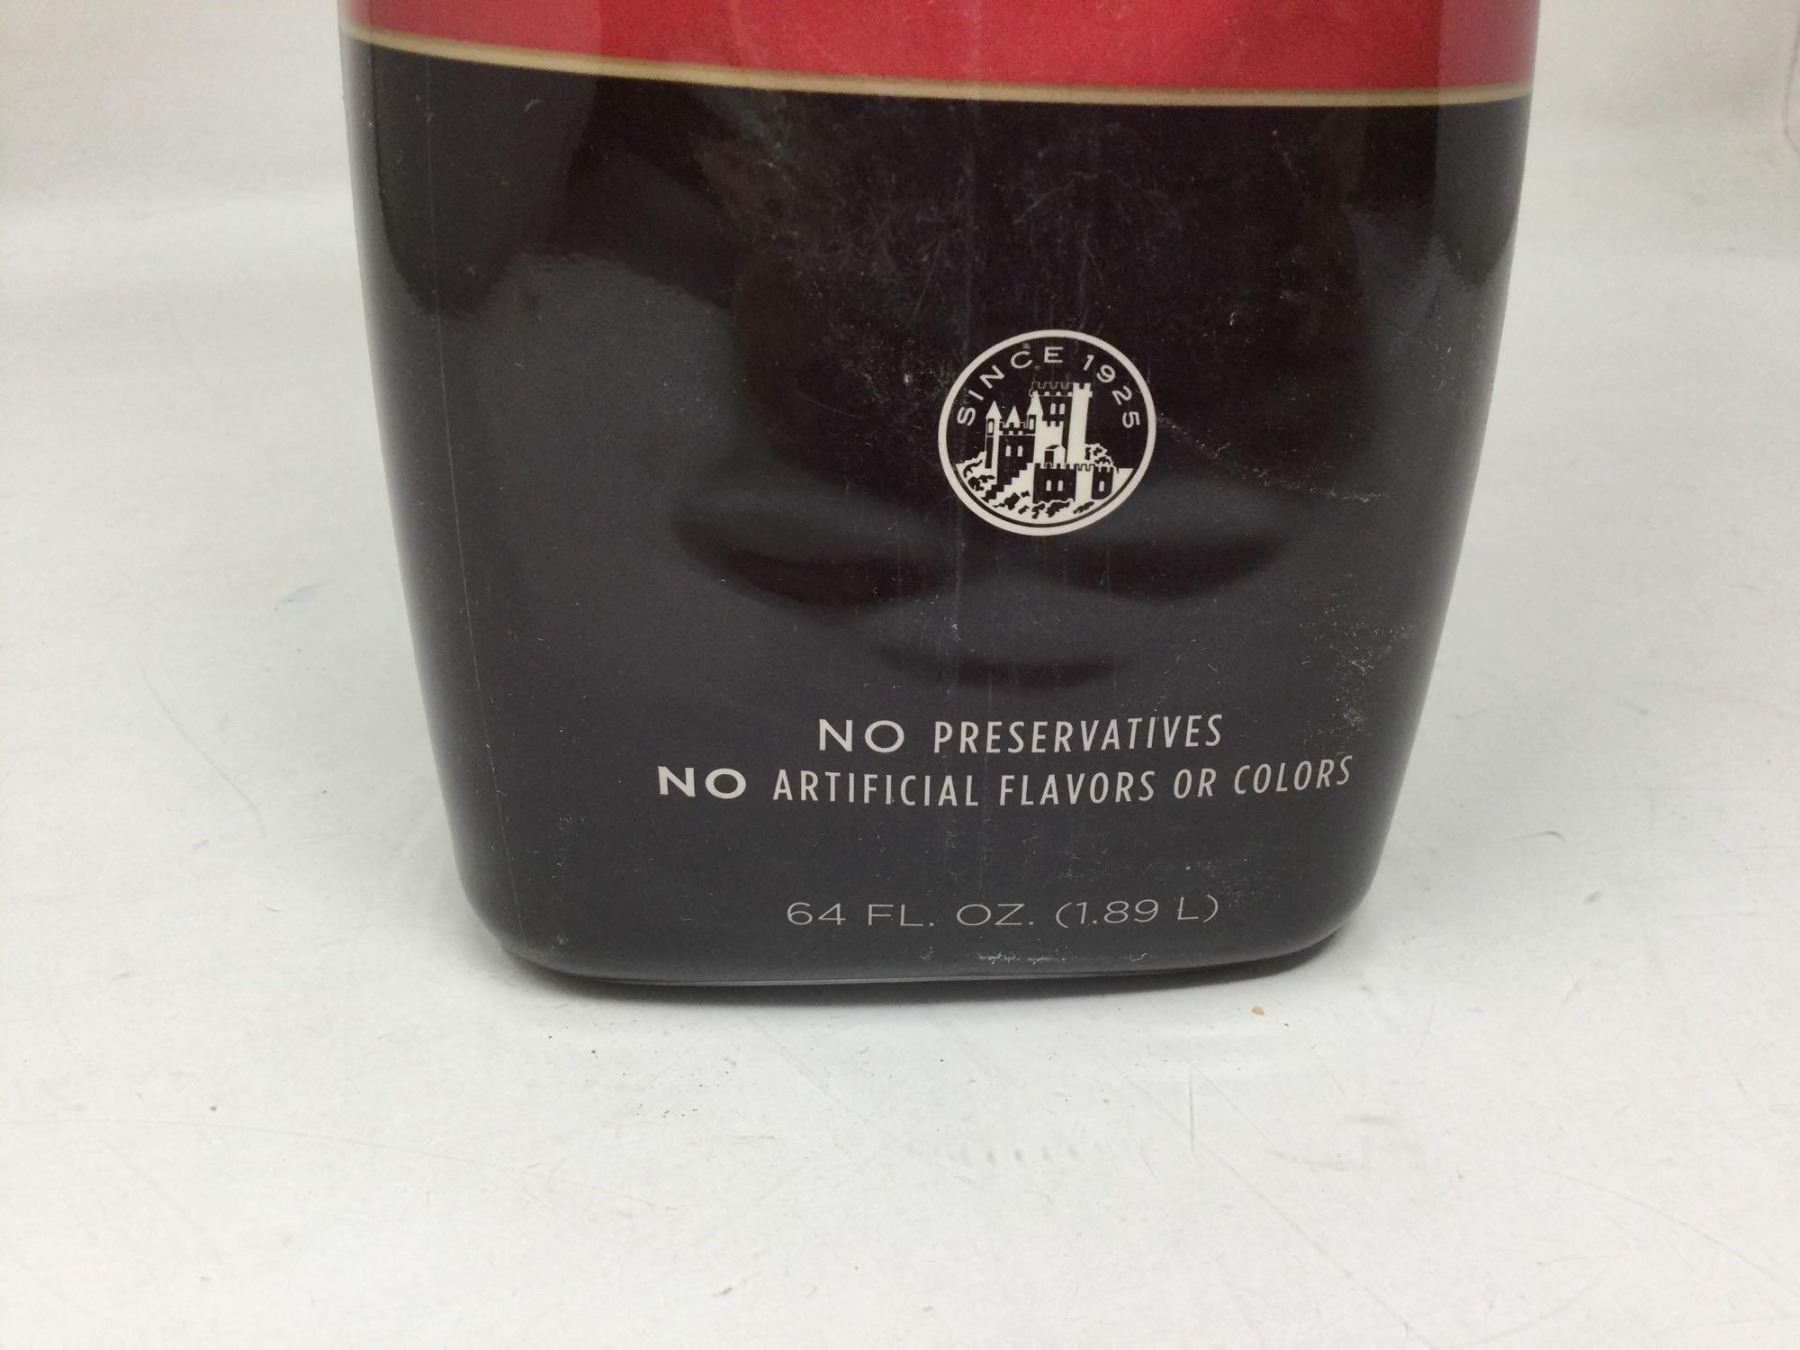 SINCE 1925
NO PRESERVATIVES
NO ARTIFICIAL FLAVORS OR COLORS
64 FL. OZ. (1.89 L)